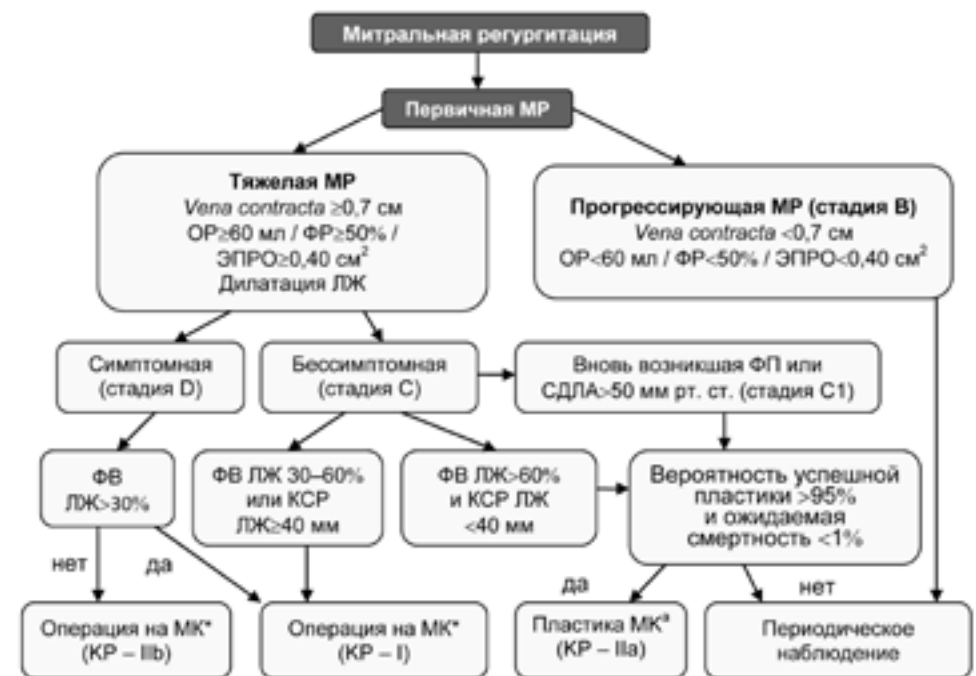 Митральная регургитация
Первичная МР
Тяжелая МР
Vena contracta ≥0,7 см
ОР≥60 мл / ФР≥50% /
ЭПРО≥0,40 см²
Дилатация ЛЖ
Прогрессирующая МР (стадия В)
Vena contracta <0,7 см
ОР<60 мл / ФР<50% / ЭПРО<0,40 см²
Симптомная
(стадия D)
Бессимптомная
(стадия С)
Вновь возникшая ФП или
СДЛА>50 мм рт. ст. (стадия С1)
ФВ
ЛЖ>30%
ФВ ЛЖ 30–60%
или КСР
ЛЖ≥40 мм
ФВ ЛЖ>60%
и КСР ЛЖ
<40 мм
Вероятность успешной
пластики >95%
и ожидаемая
смертность <1%
нет
да
да
нет
Операция на МК*
(КР – IIb)
Операция на МК*
(КР – I)
Пластика МКª
(КР – IIa)
Периодическое
наблюдение